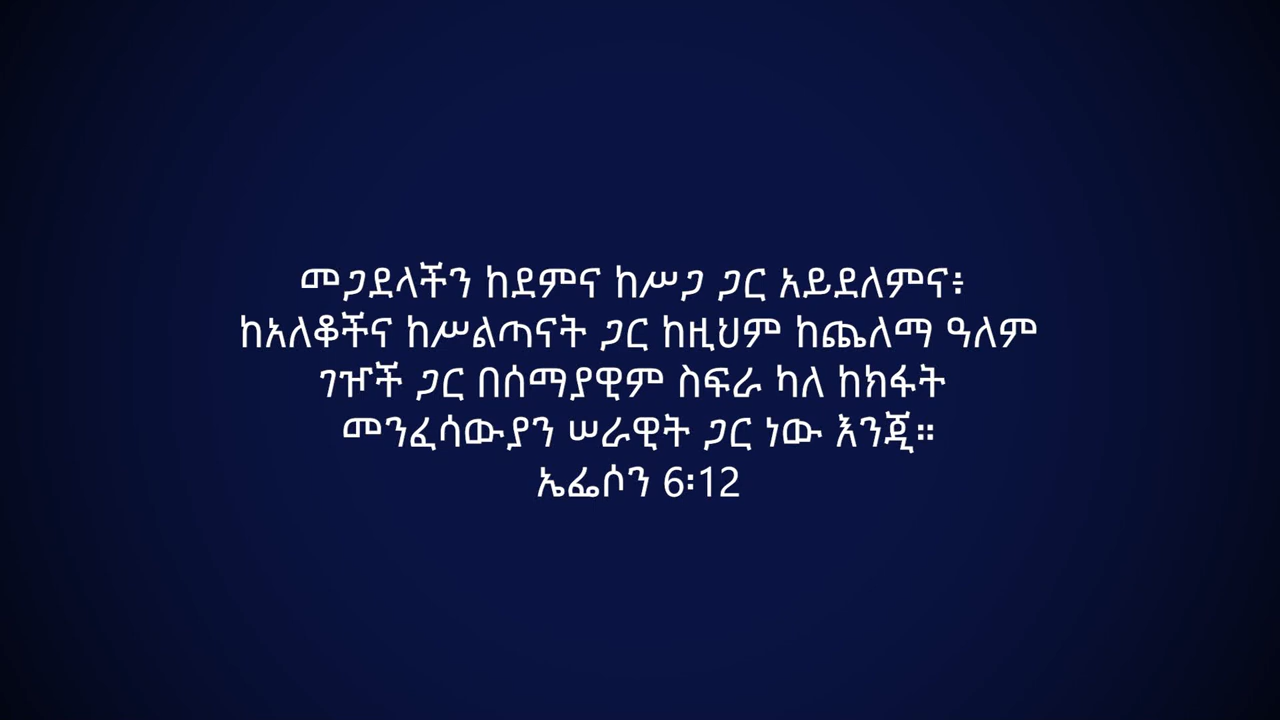 መጋደላችን ከደምና ከሥጋ ጋር አይደለምና፥
ከአለቆችና ከሥልጣናት ጋር ከዚህም ከጨለማ ዓለም
ገዦች ጋር በሰማያዊም ስፍራ ካለ ከክፋት
መንፈሳውያን ሠራዊት ጋር ነው እንጂ።
ኤፌሶን 6፡12